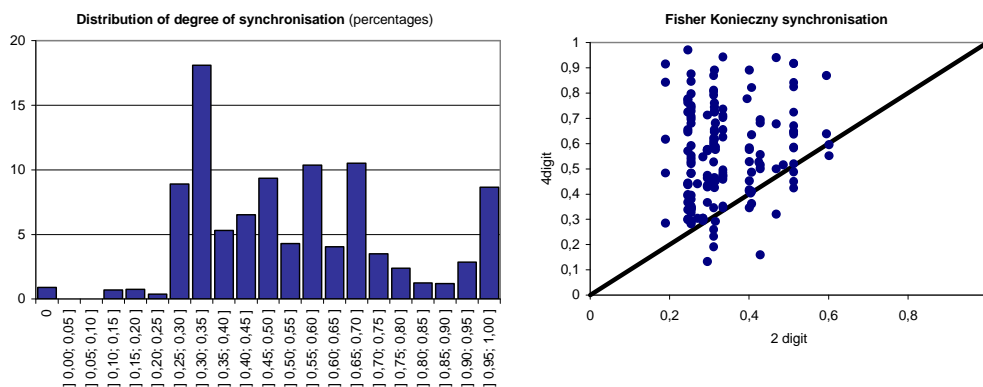 Distribution of degree of synchronisation (percentages)
20
15
10
5
0
0
] 0,00; 0,05 ]
] 0,05; 0,10 ]
] 0,10; 0,15 ]
] 0,15; 0,20 ]
] 0,20; 0,25 ]
] 0,25; 0,30 ]
] 0,30; 0,35 ]
] 0,35; 0,40 ]
] 0,40; 0,45 ]
] 0,45; 0,50 ]
] 0,50; 0,55 ]
] 0,55; 0,60 ]
] 0,60; 0,65 ]
] 0,65; 0,70 ]
] 0,70; 0,75 ]
] 0,75; 0,80 ]
] 0,80; 0,85 ]
] 0,85; 0,90 ]
] 0,90; 0,95 ]
] 0,95; 1,00 ]
Fisher Konieczny synchronisation
1
0,9
0,8
0,7
0,6
0,5
0,4
0,3
0,2
0,1
0
4digit
0 0,2 0,4 0,6 0,8
2 digit